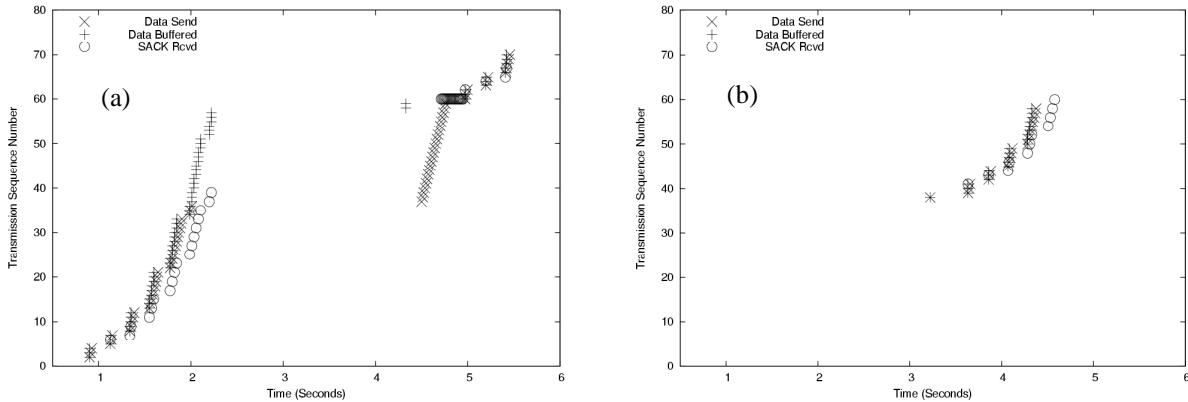 80
70
60
50
40
30
20
10
0
Transmission Sequence Number
Data Send
Data Buffered
SACK Rcvd
(a)
1 2 3 4 5 6
Time (Seconds)
80
70
60
50
40
30
20
10
0
Transmission Sequence Number
Data Send
Data Buffered
SACK Rcvd
(b)
1 2 3 4 5 6
Time (Seconds)